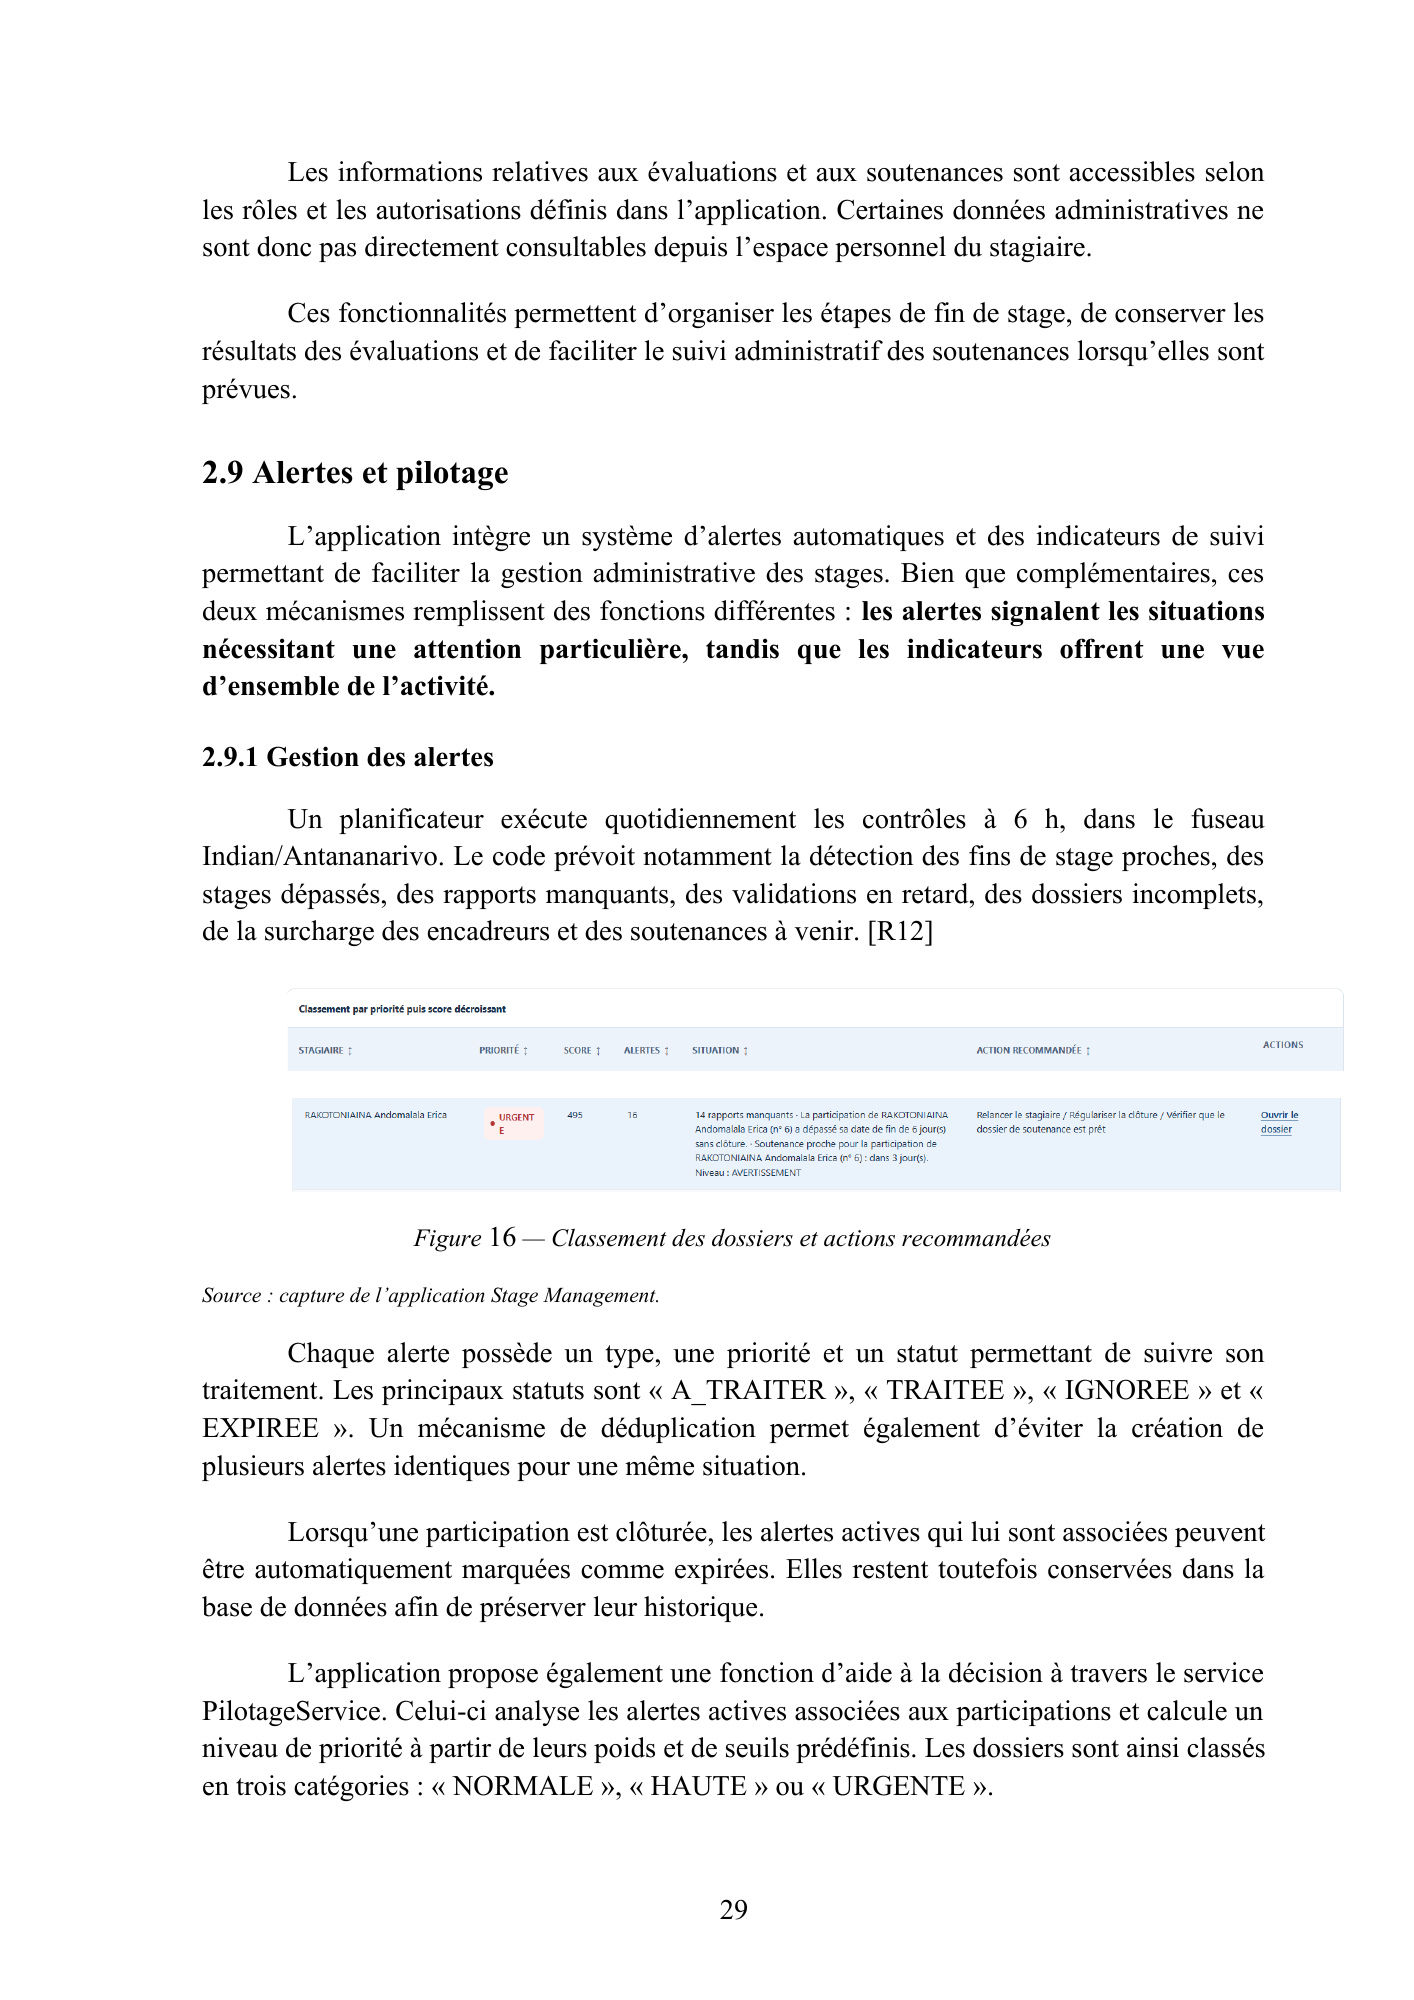 Les informations relatives aux évaluations et aux soutenances sont accessibles selon
les rôles et les autorisations définis dans l’application. Certaines données administratives ne
sont donc pas directement consultables depuis l’espace personnel du stagiaire.
Ces fonctionnalités permettent d’organiser les étapes de fin de stage, de conserver les
résultats des évaluations et de faciliter le suivi administratif des soutenances lorsqu’elles sont
prévues.
2.9 Alertes et pilotage
L’application intègre un système d’alertes automatiques et des indicateurs de suivi
permettant de faciliter la gestion administrative des stages. Bien que complémentaires, ces
deux mécanismes remplissent des fonctions différentes : les alertes signalent les situations
nécessitant une attention particulière, tandis que les indicateurs offrent une vue
d’ensemble de l’activité.
2.9.1 Gestion des alertes
Un planificateur exécute quotidiennement les contrôles à 6 h, dans le fuseau
Indian/Antananarivo. Le code prévoit notamment la détection des fins de stage proches, des
stages dépassés, des rapports manquants, des validations en retard, des dossiers incomplets,
de la surcharge des encadreurs et des soutenances à venir. [R12]
Classement par priorité puis score décroissant
STAGIAIRE ↕ PRIORITÉ ↕ SCORE ↕ ALERTES ↕ SITUATION ↕ ACTION RECOMMANDÉE ↕ ACTIONS
RAKOTONIAINA Andomalala Erica • URGENT 495 16 14 rapports manquants · La participation de RAKOTONIAINA Relancer le stagiaire / Régulariser la clôture / Vérifier que le Ouvrir le
E Andomalala Erica (n° 6) a dépassé sa date de fin de 6 jour(s) dossier de soutenance est prêt dossier
sans clôture. · Soutenance proche pour la participation de
RAKOTONIAINA Andomalala Erica (n° 6) : dans 3 jour(s).
Niveau : AVERTISSEMENT
Figure 16 — Classement des dossiers et actions recommandées
Source : capture de l’application Stage Management.
Chaque alerte possède un type, une priorité et un statut permettant de suivre son
traitement. Les principaux statuts sont « A_TRAITER », « TRAITEE », « IGNOREE » et «
EXPIREE ». Un mécanisme de déduplication permet également d’éviter la création de
plusieurs alertes identiques pour une même situation.
Lorsqu’une participation est clôturée, les alertes actives qui lui sont associées peuvent
être automatiquement marquées comme expirées. Elles restent toutefois conservées dans la
base de données afin de préserver leur historique.
L’application propose également une fonction d’aide à la décision à travers le service
PilotageService. Celui-ci analyse les alertes actives associées aux participations et calcule un
niveau de priorité à partir de leurs poids et de seuils prédéfinis. Les dossiers sont ainsi classés
en trois catégories : « NORMALE », « HAUTE » ou « URGENTE ».
29